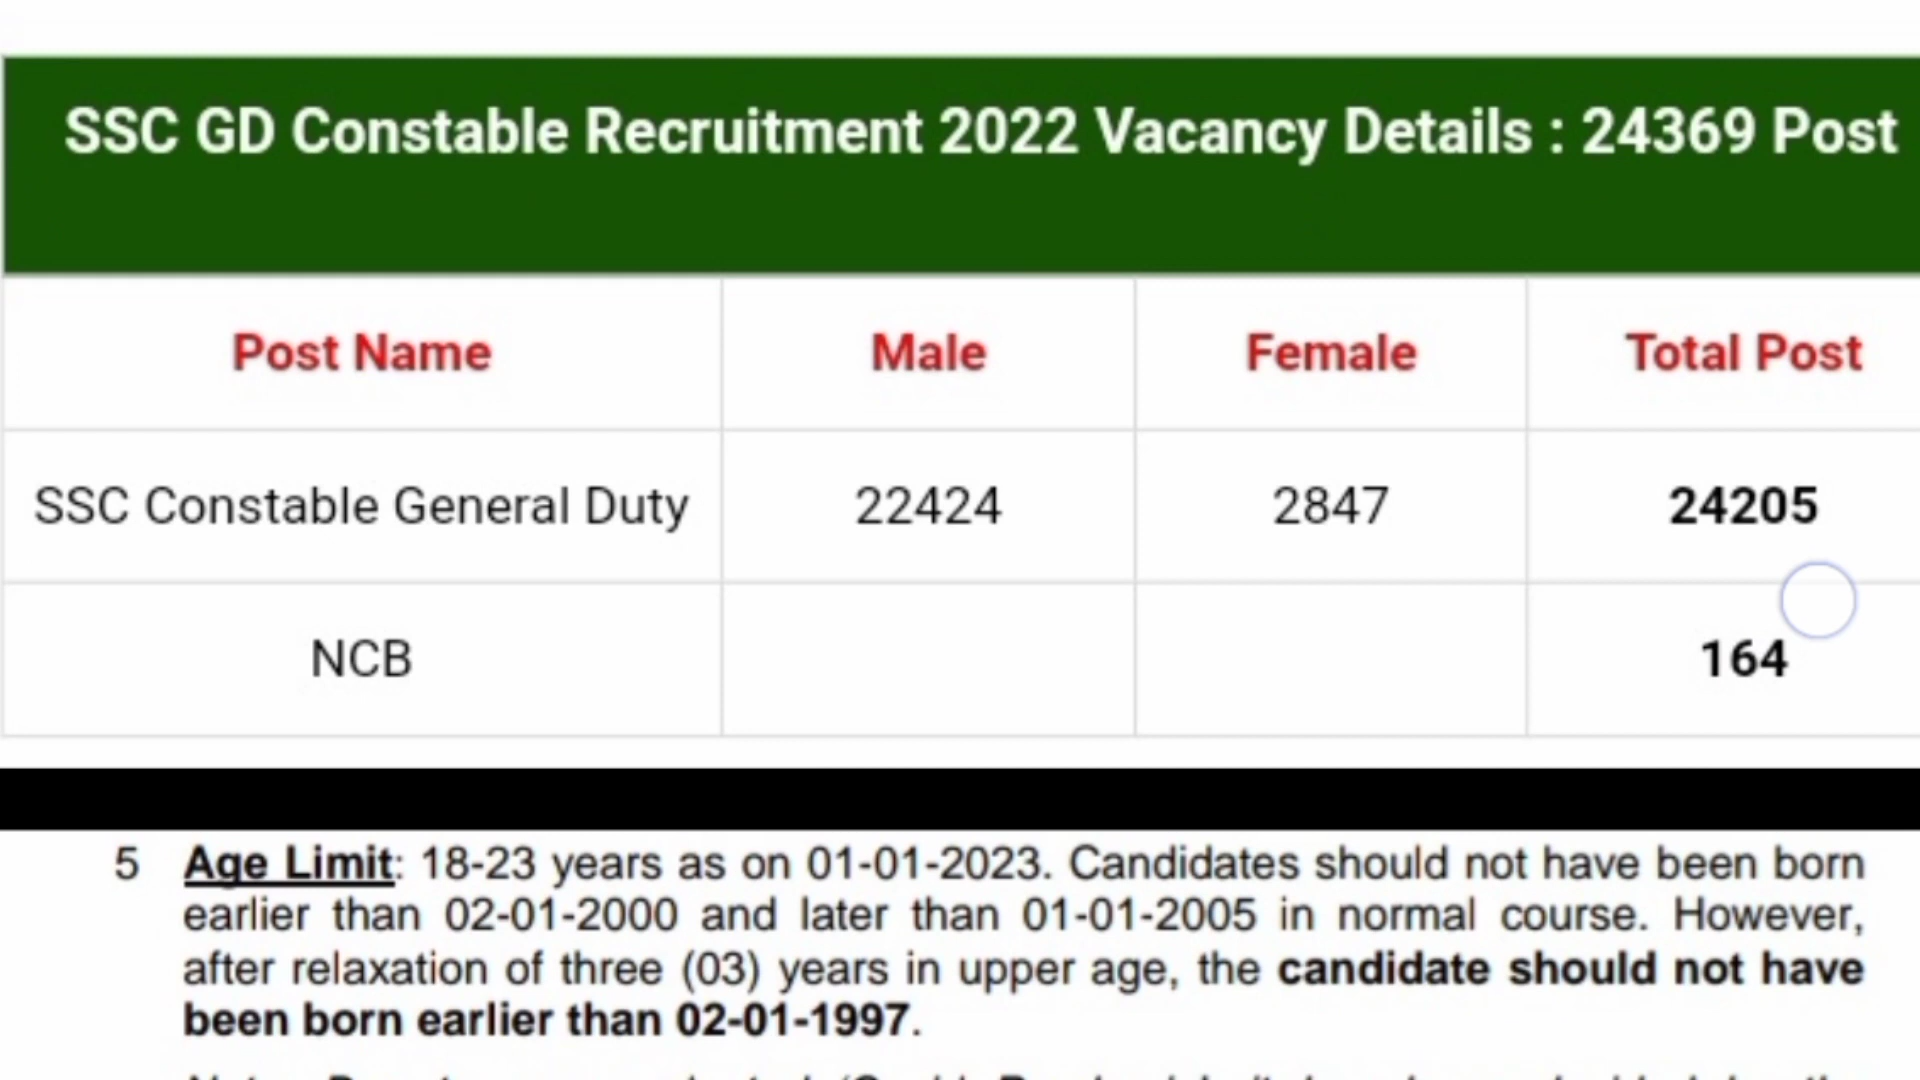 SSC GD Constable Recruitment 2022 Vacancy Details : 24369 Post
Post Name Male Female Total Post
SSC Constable General Duty 22424 2847 24205
NCB 164
5 Age Limit: 18-23 years as on 01-01-2023. Candidates should not have been born
earlier than 02-01-2000 and later than 01-01-2005 in normal course. However,
after relaxation of three (03) years in upper age, the candidate should not have
been born earlier than 02-01-1997.